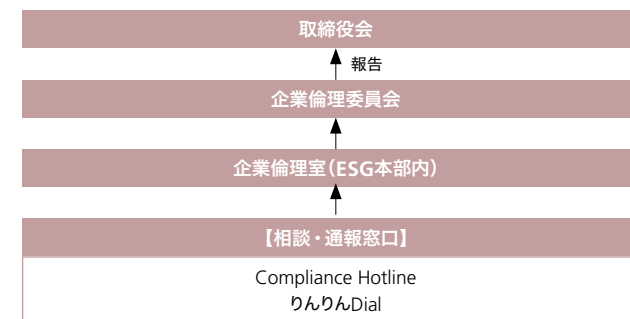 取締役会
報告
企業倫理委員会
企業倫理室（ESG本部内）
【相談・通報窓口】
Compliance Hotline
りんりんDial